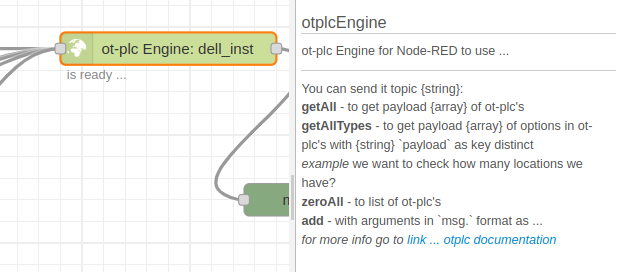 ot-plc Engine: dell_inst
is ready ...
n
otplcEngine
ot-plc Engine for Node-RED to use ...
You can send it topic {string}:
getAll - to get payload {array} of ot-plc's
getAllTypes - to get payload {array} of options in ot-
plc's with {string} `payload` as key distinct
example we want to check how many locations we
have?
zeroAll - to list of ot-plc's
add - with arguments in `msg.` format as ...
for more info go to link ... otplc documentation